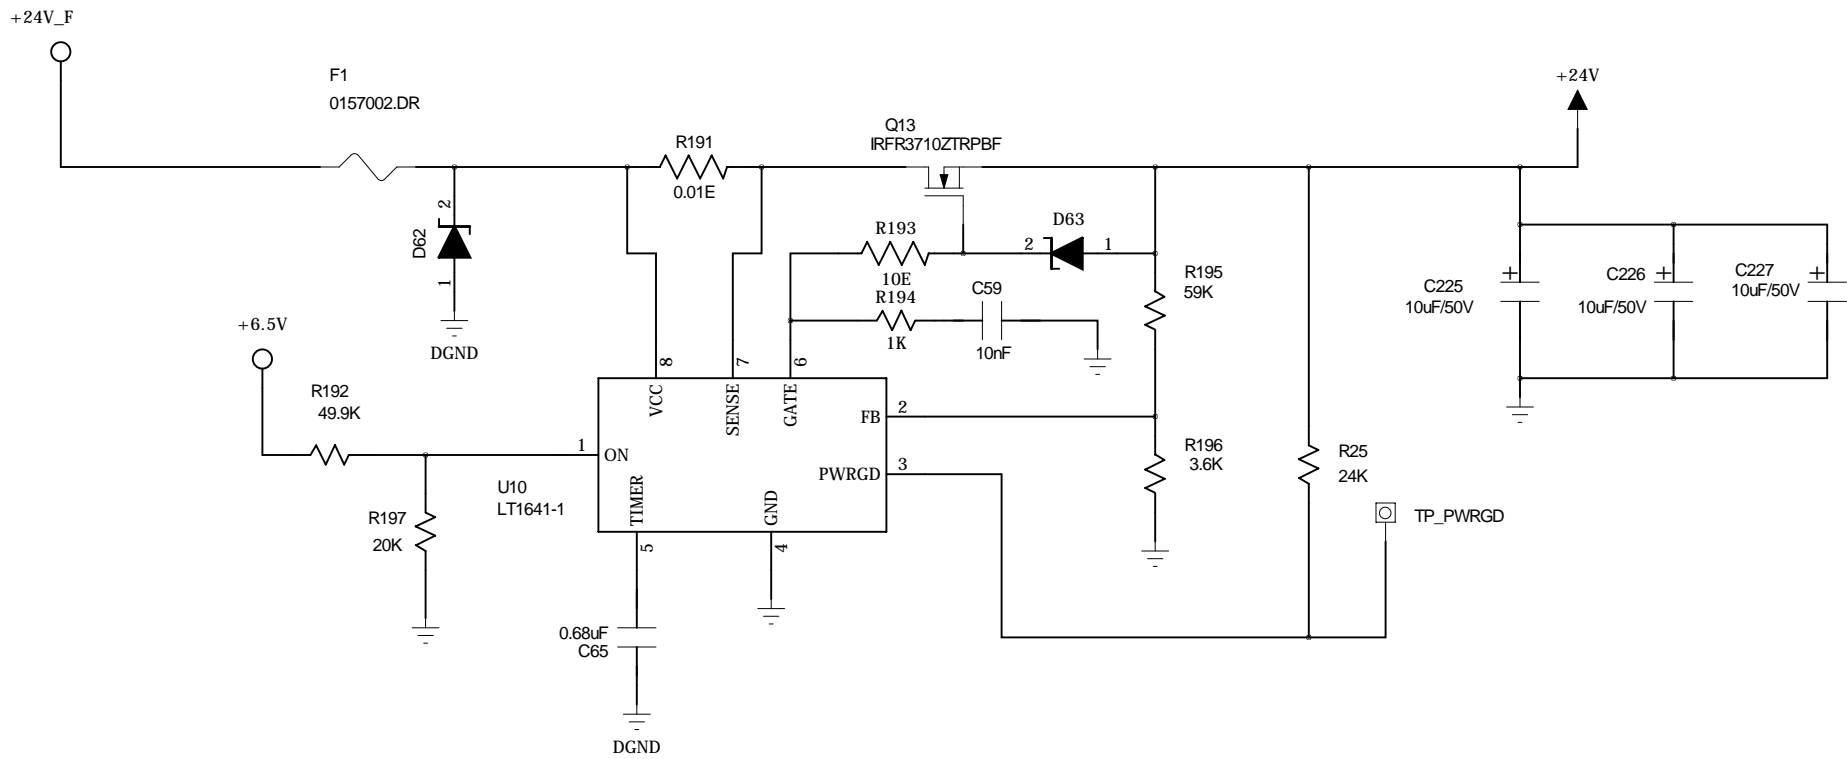 +24V_F
F1
0157002.DR
+24V
Q13
IRFR3710ZTRPBF
R191
0.01E
D62
2
1
DGND
R193
10E
D63
2
1
R194
1K
C59
10nF
R195
59K
C225
10uF/50V
C226
10uF/50V
C227
10uF/50V
+6.5V
R192
49.9K
8
7
6
VCC
SENSE
GATE
FB
2
1
ON
PWRGD
3
R196
3.6K
R25
24K
U10
LT1641-1
TIMER
GND
R197
20K
5
4
TP_PWRGD
0.68uF
C65
DGND